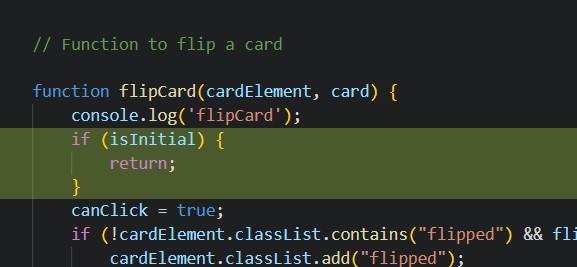 // Function to flip a card
function flipCard(cardElement, card) {
console.log('flipCard');
if (isInitial) {
return;
}
canClick = true;
if (!cardElement.classList.contains("flipped") && fli
cardElement.classList.add("flipped");